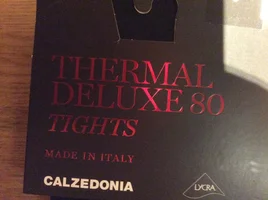 THERMAL
DELUXE 80
TIGHTS
MADE IN ITALY
CALZEDONIA
LYCRA